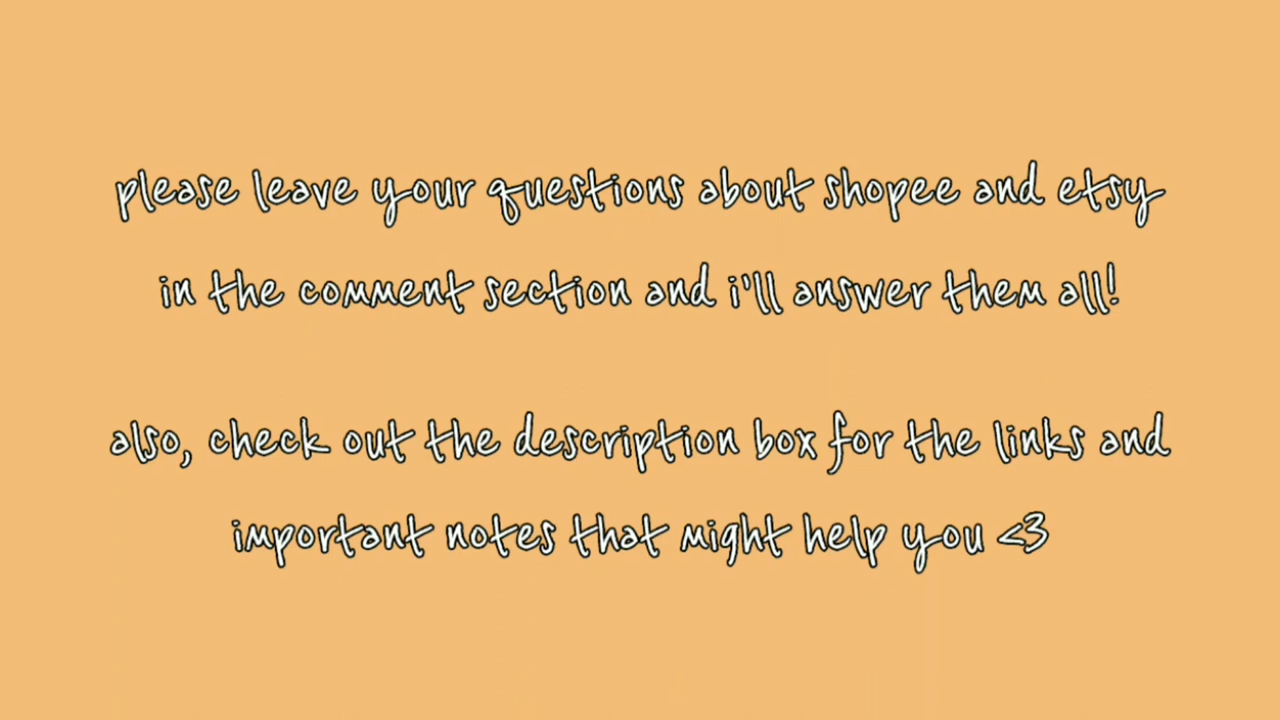 please leave your questions about shopee and etsy
in the comment section and i'll answer them all!
also, check out the description box for the links and
important notes that might help you <3